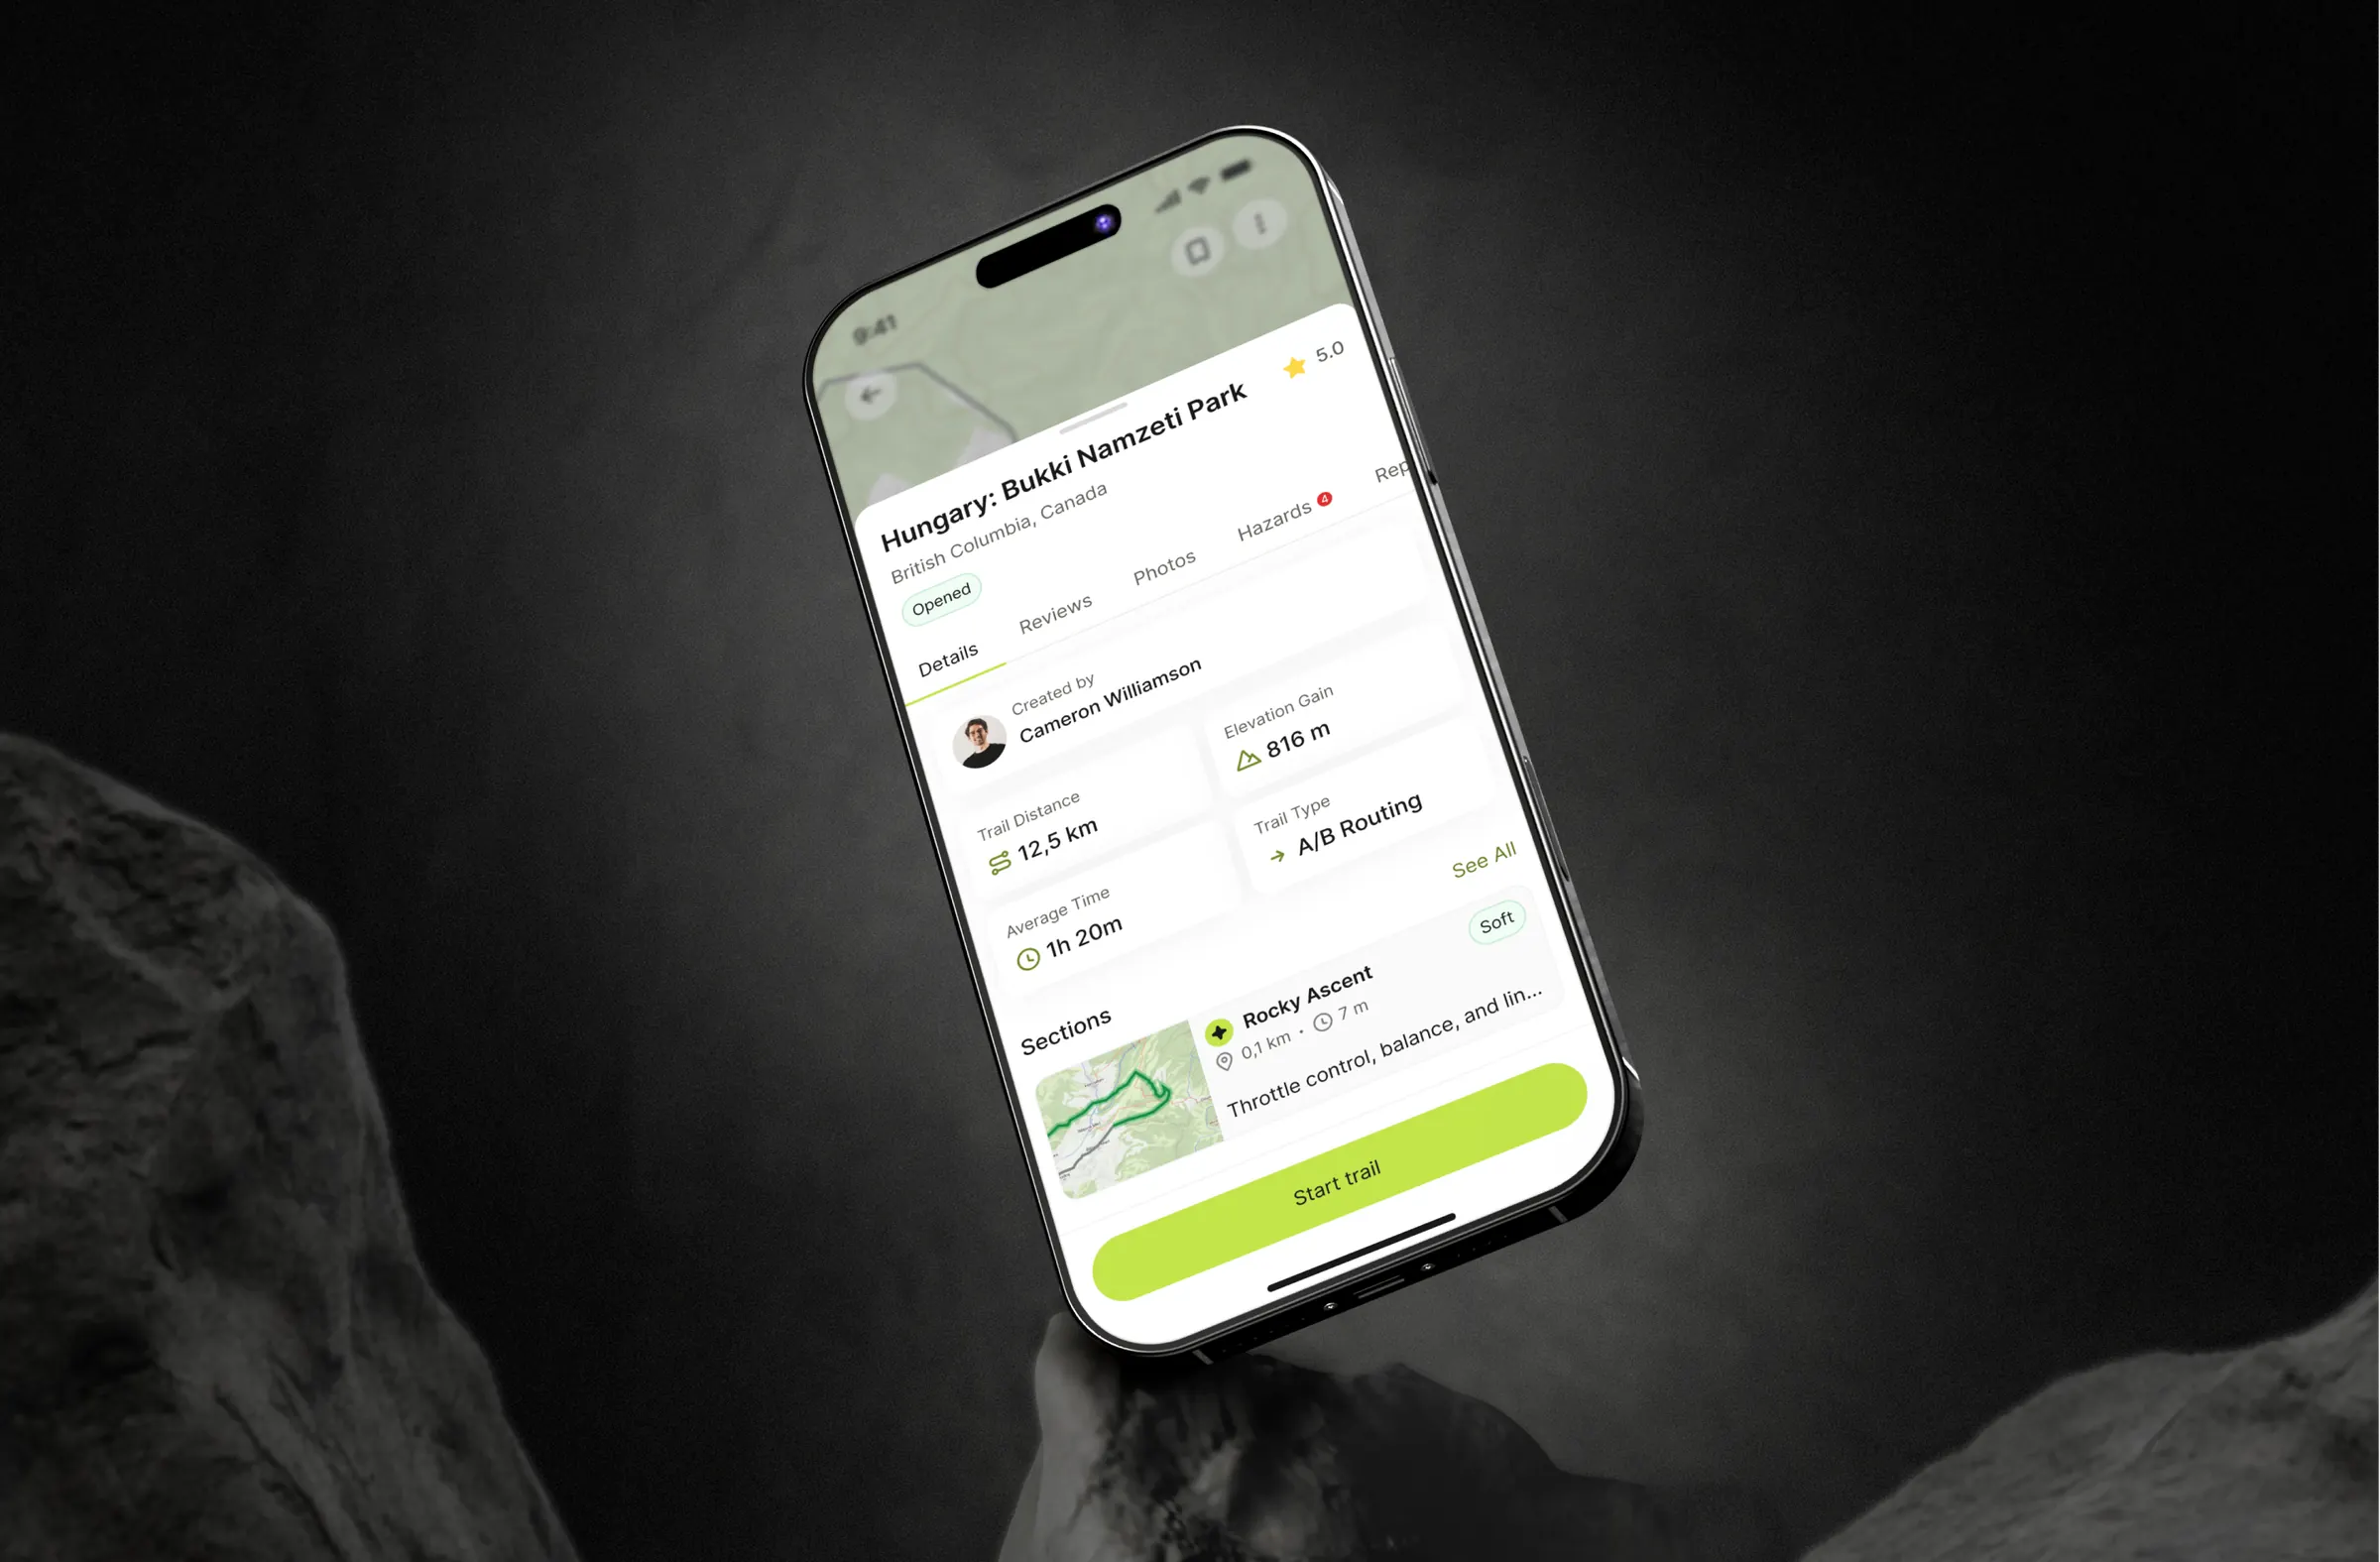 9:41
Hungary: Bukki Namzeti Park
5.0
British Columbia, Canada
Opened
Details
Reviews
Photos
Hazards 4
Rep
Created by
Cameron Williamson
Trail Distance
12,5 km
Elevation Gain
816 m
Average Time
1h 20m
Trail Type
A/B Routing
Sections
See All
Rocky Ascent
Soft
0,1 km • 7 m
Throttle control, balance, and lin...
Start trail